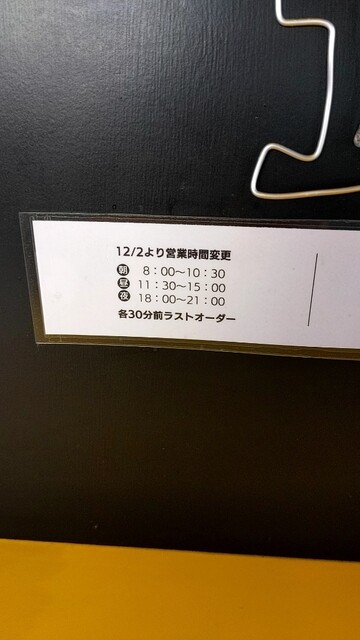 12/2より営業時間変更
朝 8：00〜10：30
昼 11：30〜15：00
夜 18：00〜21：00
各30分前ラストオーダー